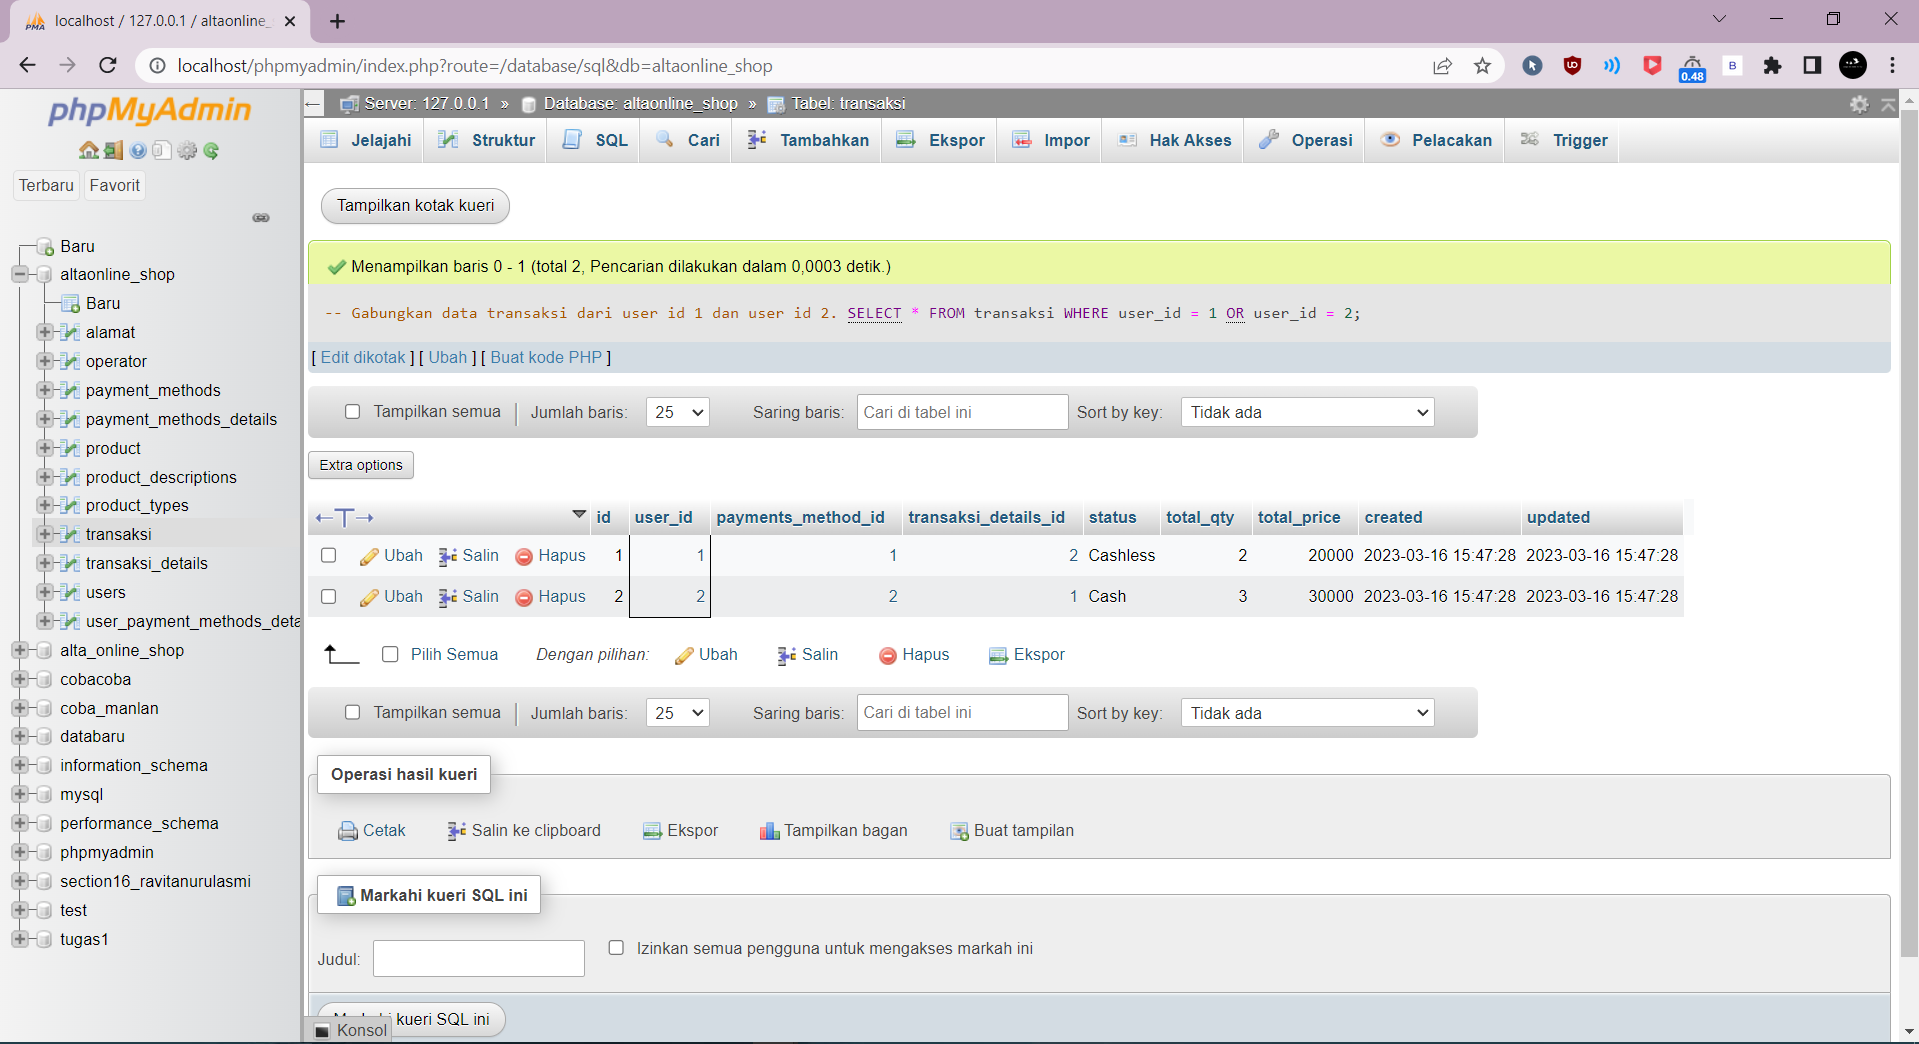 localhost / 127.0.0.1 / altaonline_
localhost/phpmyadmin/index.php?route=/database/sql&db=altaonline_shop
0.48
phpMyAdmin
Terbaru Favorit
Baru
altaonline_shop
Baru
alamat
operator
payment_methods
payment_methods_details
product
product_descriptions
product_types
transaksi
transaksi_details
users
user_payment_methods_deta
alta_online_shop
cobacoba
coba_manlan
databaru
information_schema
mysql
performance_schema
phpmyadmin
section16_ravitanurulasmi
test
tugas1
Server: 127.0.0.1 » Database: altaonline_shop » Tabel: transaksi
Jelajahi Struktur SQL Cari Tambahkan Ekspor Impor Hak Akses Operasi Pelacakan Trigger
Tampilkan kotak kueri
Menampilkan baris 0 - 1 (total 2, Pencarian dilakukan dalam 0,0003 detik.)
-- Gabungkan data transaksi dari user id 1 dan user id 2. SELECT * FROM transaksi WHERE user_id = 1 OR user_id = 2;
[ Edit dikotak ] [ Ubah ] [ Buat kode PHP ]
Tampilkan semua | Jumlah baris: 25 Saring baris: Cari di tabel ini Sort by key: Tidak ada
Extra options
←T→ id user_id payments_method_id transaksi_details_id status total_qty total_price created updated
Ubah Salin Hapus 1 1 1 2 Cashless 2 20000 2023-03-16 15:47:28 2023-03-16 15:47:28
Ubah Salin Hapus 2 2 2 1 Cash 3 30000 2023-03-16 15:47:28 2023-03-16 15:47:28
Pilih Semua Dengan pilihan: Ubah Salin Hapus Ekspor
Tampilkan semua | Jumlah baris: 25 Saring baris: Cari di tabel ini Sort by key: Tidak ada
Operasi hasil kueri
Cetak Salin ke clipboard Ekspor Tampilkan bagan Buat tampilan
Markahi kueri SQL ini
Judul: Izinkan semua pengguna untuk mengakses markah ini
kueri SQL ini
Konsol